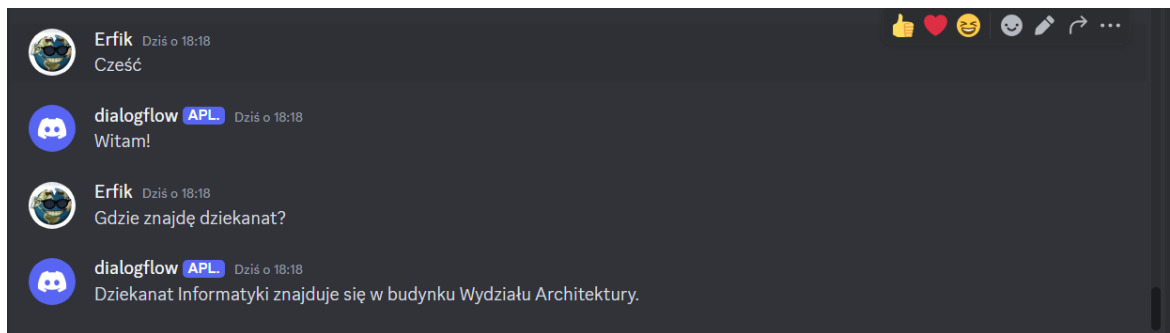 Erfik Dziś o 18:18
Cześć
dialogflow APL. Dziś o 18:18
Witam!
Erfik Dziś o 18:18
Gdzie znajdę dziekanat?
dialogflow APL. Dziś o 18:18
Dziekanat Informatyki znajduje się w budynku Wydziału Architektury.